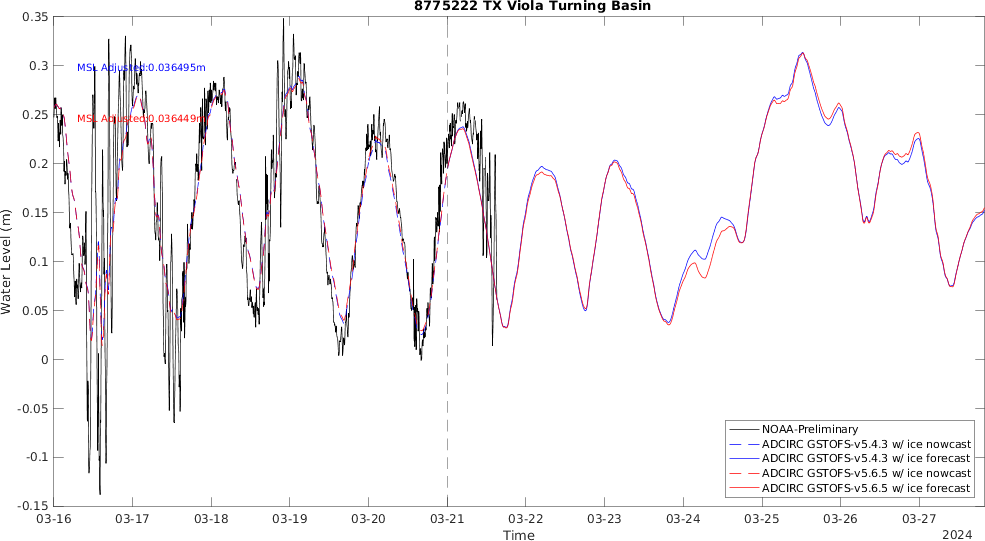 8775222 TX Viola Turning Basin
0.35
0.3
0.25
0.2
0.15
0.1
0.05
0
-0.05
-0.1
-0.15
Water Level (m)
MSL Adjusted:0.036495m
MSL Adjusted:0.036449m
NOAA-Preliminary
ADCIRC GSTOFS-v5.4.3 w/ ice nowcast
ADCIRC GSTOFS-v5.4.3 w/ ice forecast
ADCIRC GSTOFS-v5.6.5 w/ ice nowcast
ADCIRC GSTOFS-v5.6.5 w/ ice forecast
03-16 03-17 03-18 03-19 03-20 03-21 03-22 03-23 03-24 03-25 03-26 03-27
Time
2024